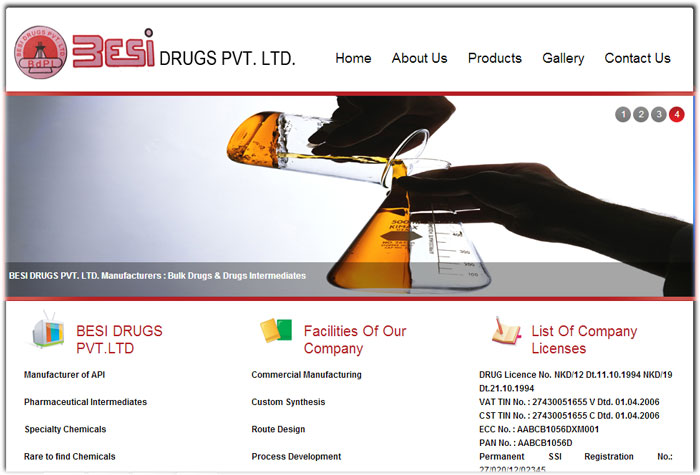 BESI DRUGS PVT. LTD.
BdPl
BESi DRUGS PVT. LTD.
Home About Us Products Gallery Contact Us
1 2 3 4
500 ML
KIMAX
BESI DRUGS PVT. LTD. Manufacturers : Bulk Drugs & Drugs Intermediates
BESI DRUGS
PVT.LTD
Manufacturer of API
Pharmaceutical Intermediates
Specialty Chemicals
Rare to find Chemicals
Facilities Of Our
Company
Commercial Manufacturing
Custom Synthesis
Route Design
Process Development
List Of Company
Licenses
DRUG Licence No. NKD/12 Dt.11.10.1994 NKD/19
Dt.21.10.1994
VAT TIN No. : 27430051655 V Dtd. 01.04.2006
CST TIN No. : 27430051655 C Dtd. 01.04.2006
ECC No. : AABCB1056DXM001
PAN No. : AABCB1056D
Permanent SSI Registration No.:
27/020/12/02345